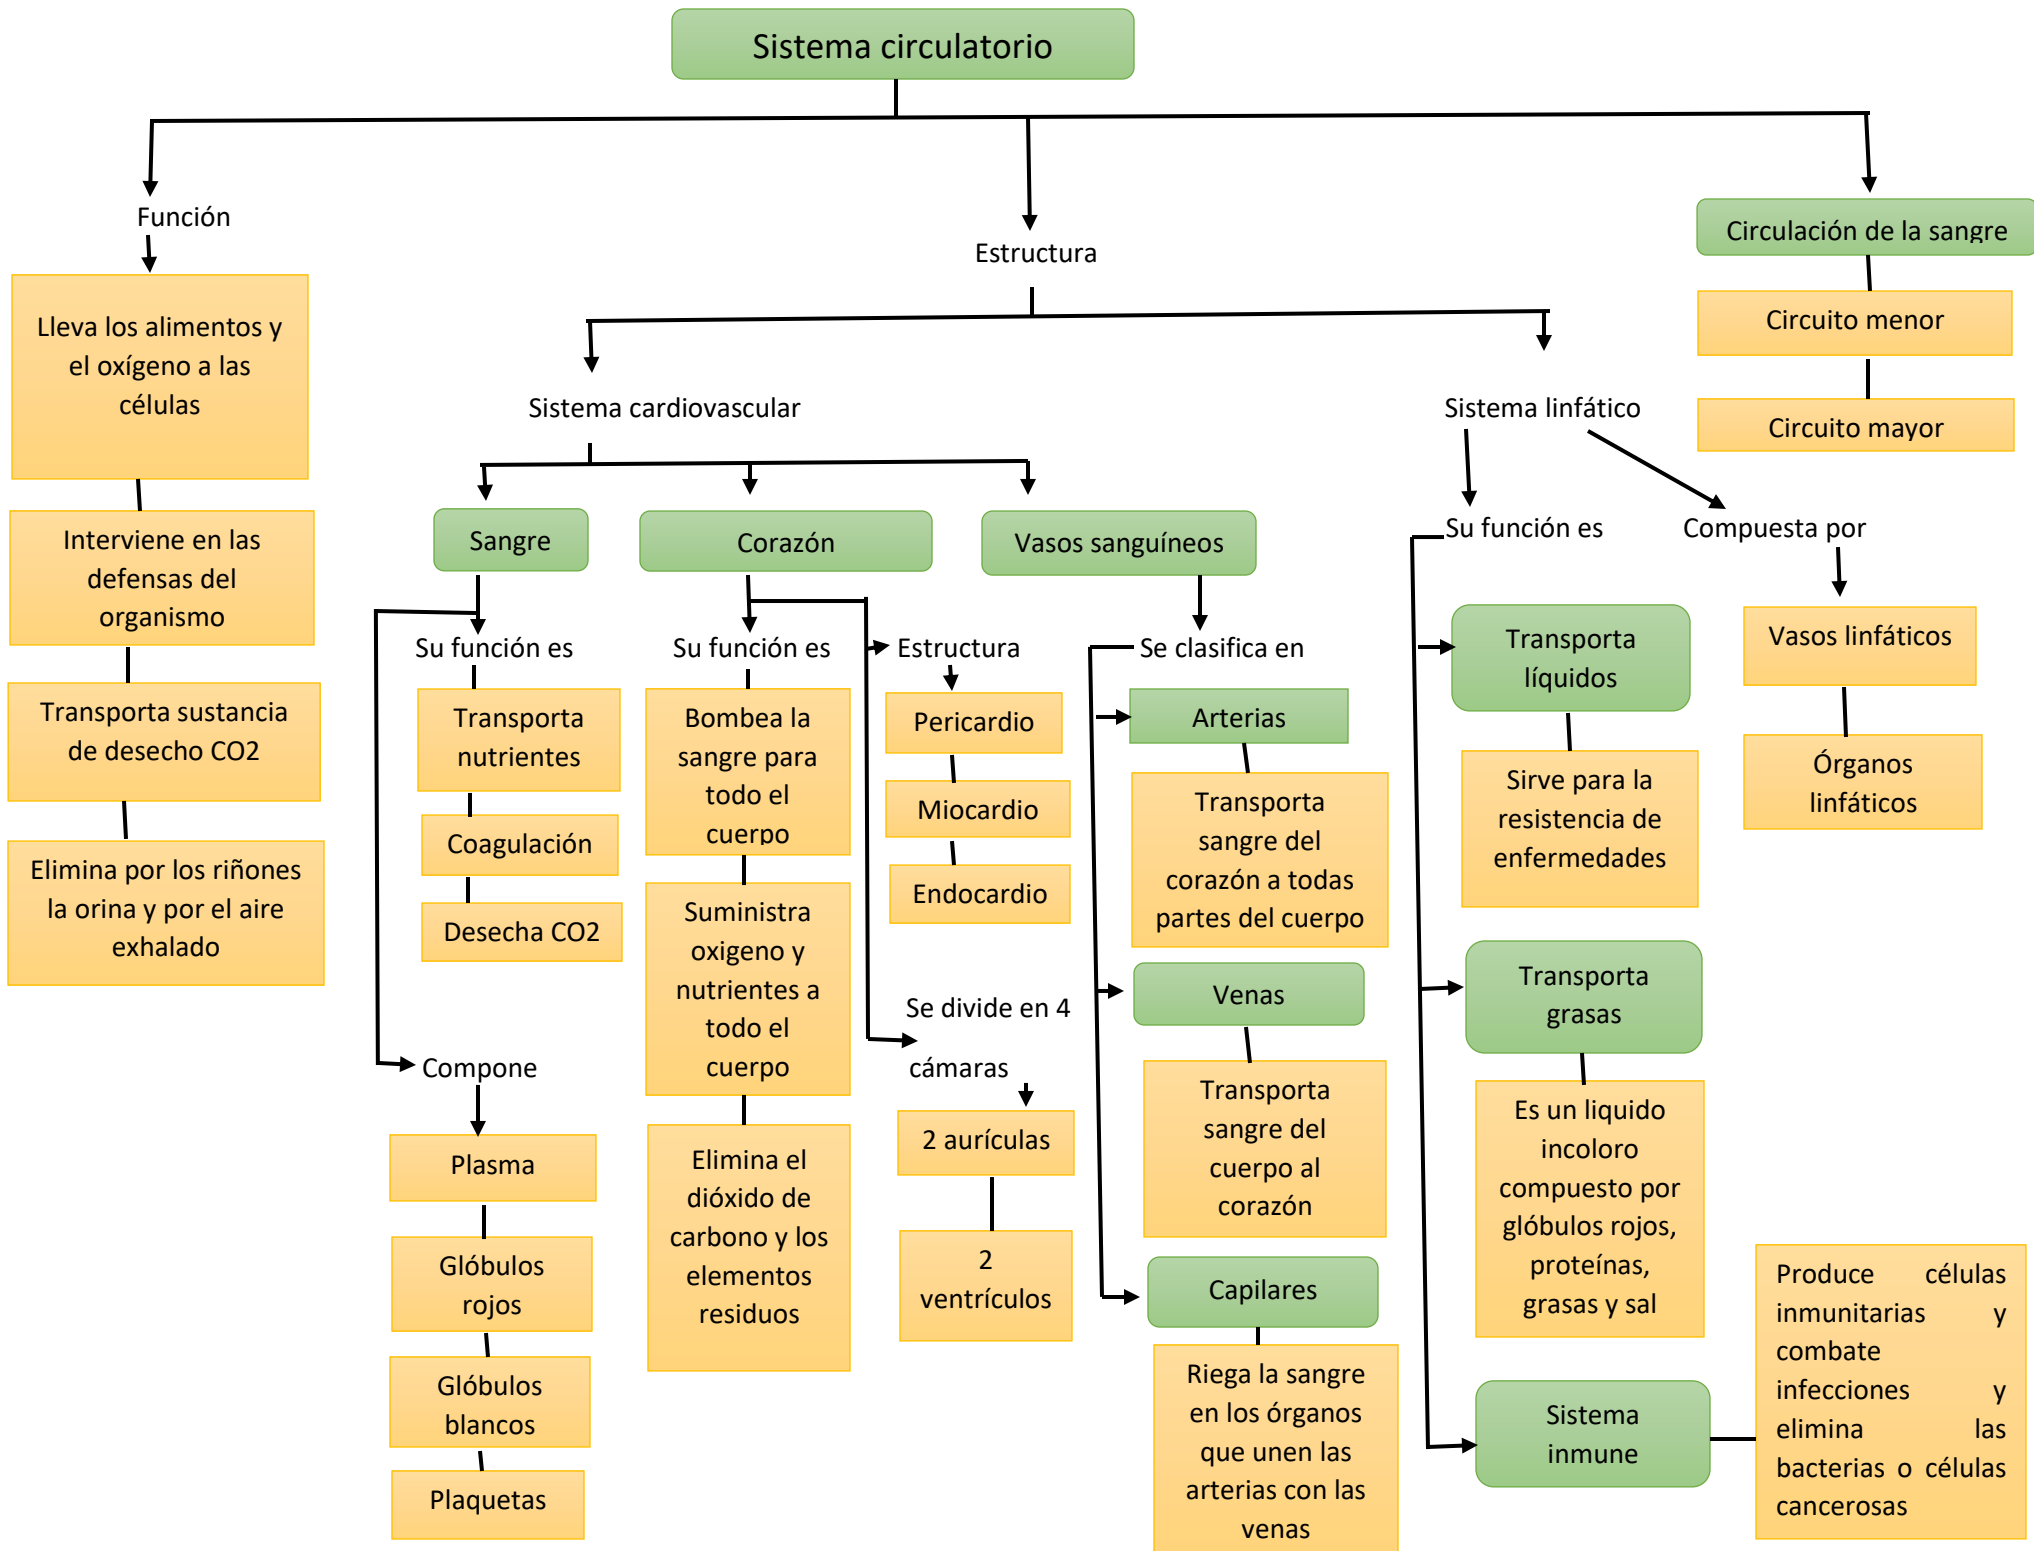 Sistema circulatorio
Función
Lleva los alimentos y
el oxígeno a las
células
Interviene en las
defensas del
organismo
Transporta sustancia
de desecho CO2
Elimina por los riñones
la orina y por el aire
exhalado
Estructura
Sistema cardiovascular
Sangre
Su función es
Transporta
nutrientes
Coagulación
Desecha CO2
Compone
Plasma
Glóbulos
rojos
Glóbulos
blancos
Plaquetas
Corazón
Su función es
Bombea la
sangre para
todo el
cuerpo
Suministra
oxigeno y
nutrientes a
todo el
cuerpo
Elimina el
dióxido de
carbono y los
elementos
residuos
Estructura
Pericardio
Miocardio
Endocardio
Se divide en 4
cámaras
2 aurículas
2
ventrículos
Vasos sanguíneos
Se clasifica en
Arterias
Transporta
sangre del
corazón a todas
partes del cuerpo
Venas
Transporta
sangre del
cuerpo al
corazón
Capilares
Riega la sangre
en los órganos
que unen las
arterias con las
venas
Sistema linfático
Su función es
Transporta
líquidos
Sirve para la
resistencia de
enfermedades
Transporta
grasas
Es un liquido
incoloro
compuesto por
glóbulos rojos,
proteínas,
grasas y sal
Sistema
inmune
Produce células
inmunitarias y
combate
infecciones y
elimina las
bacterias o células
cancerosas
Compuesta por
Vasos linfáticos
Órganos
linfáticos
Circulación de la sangre
Circuito menor
Circuito mayor